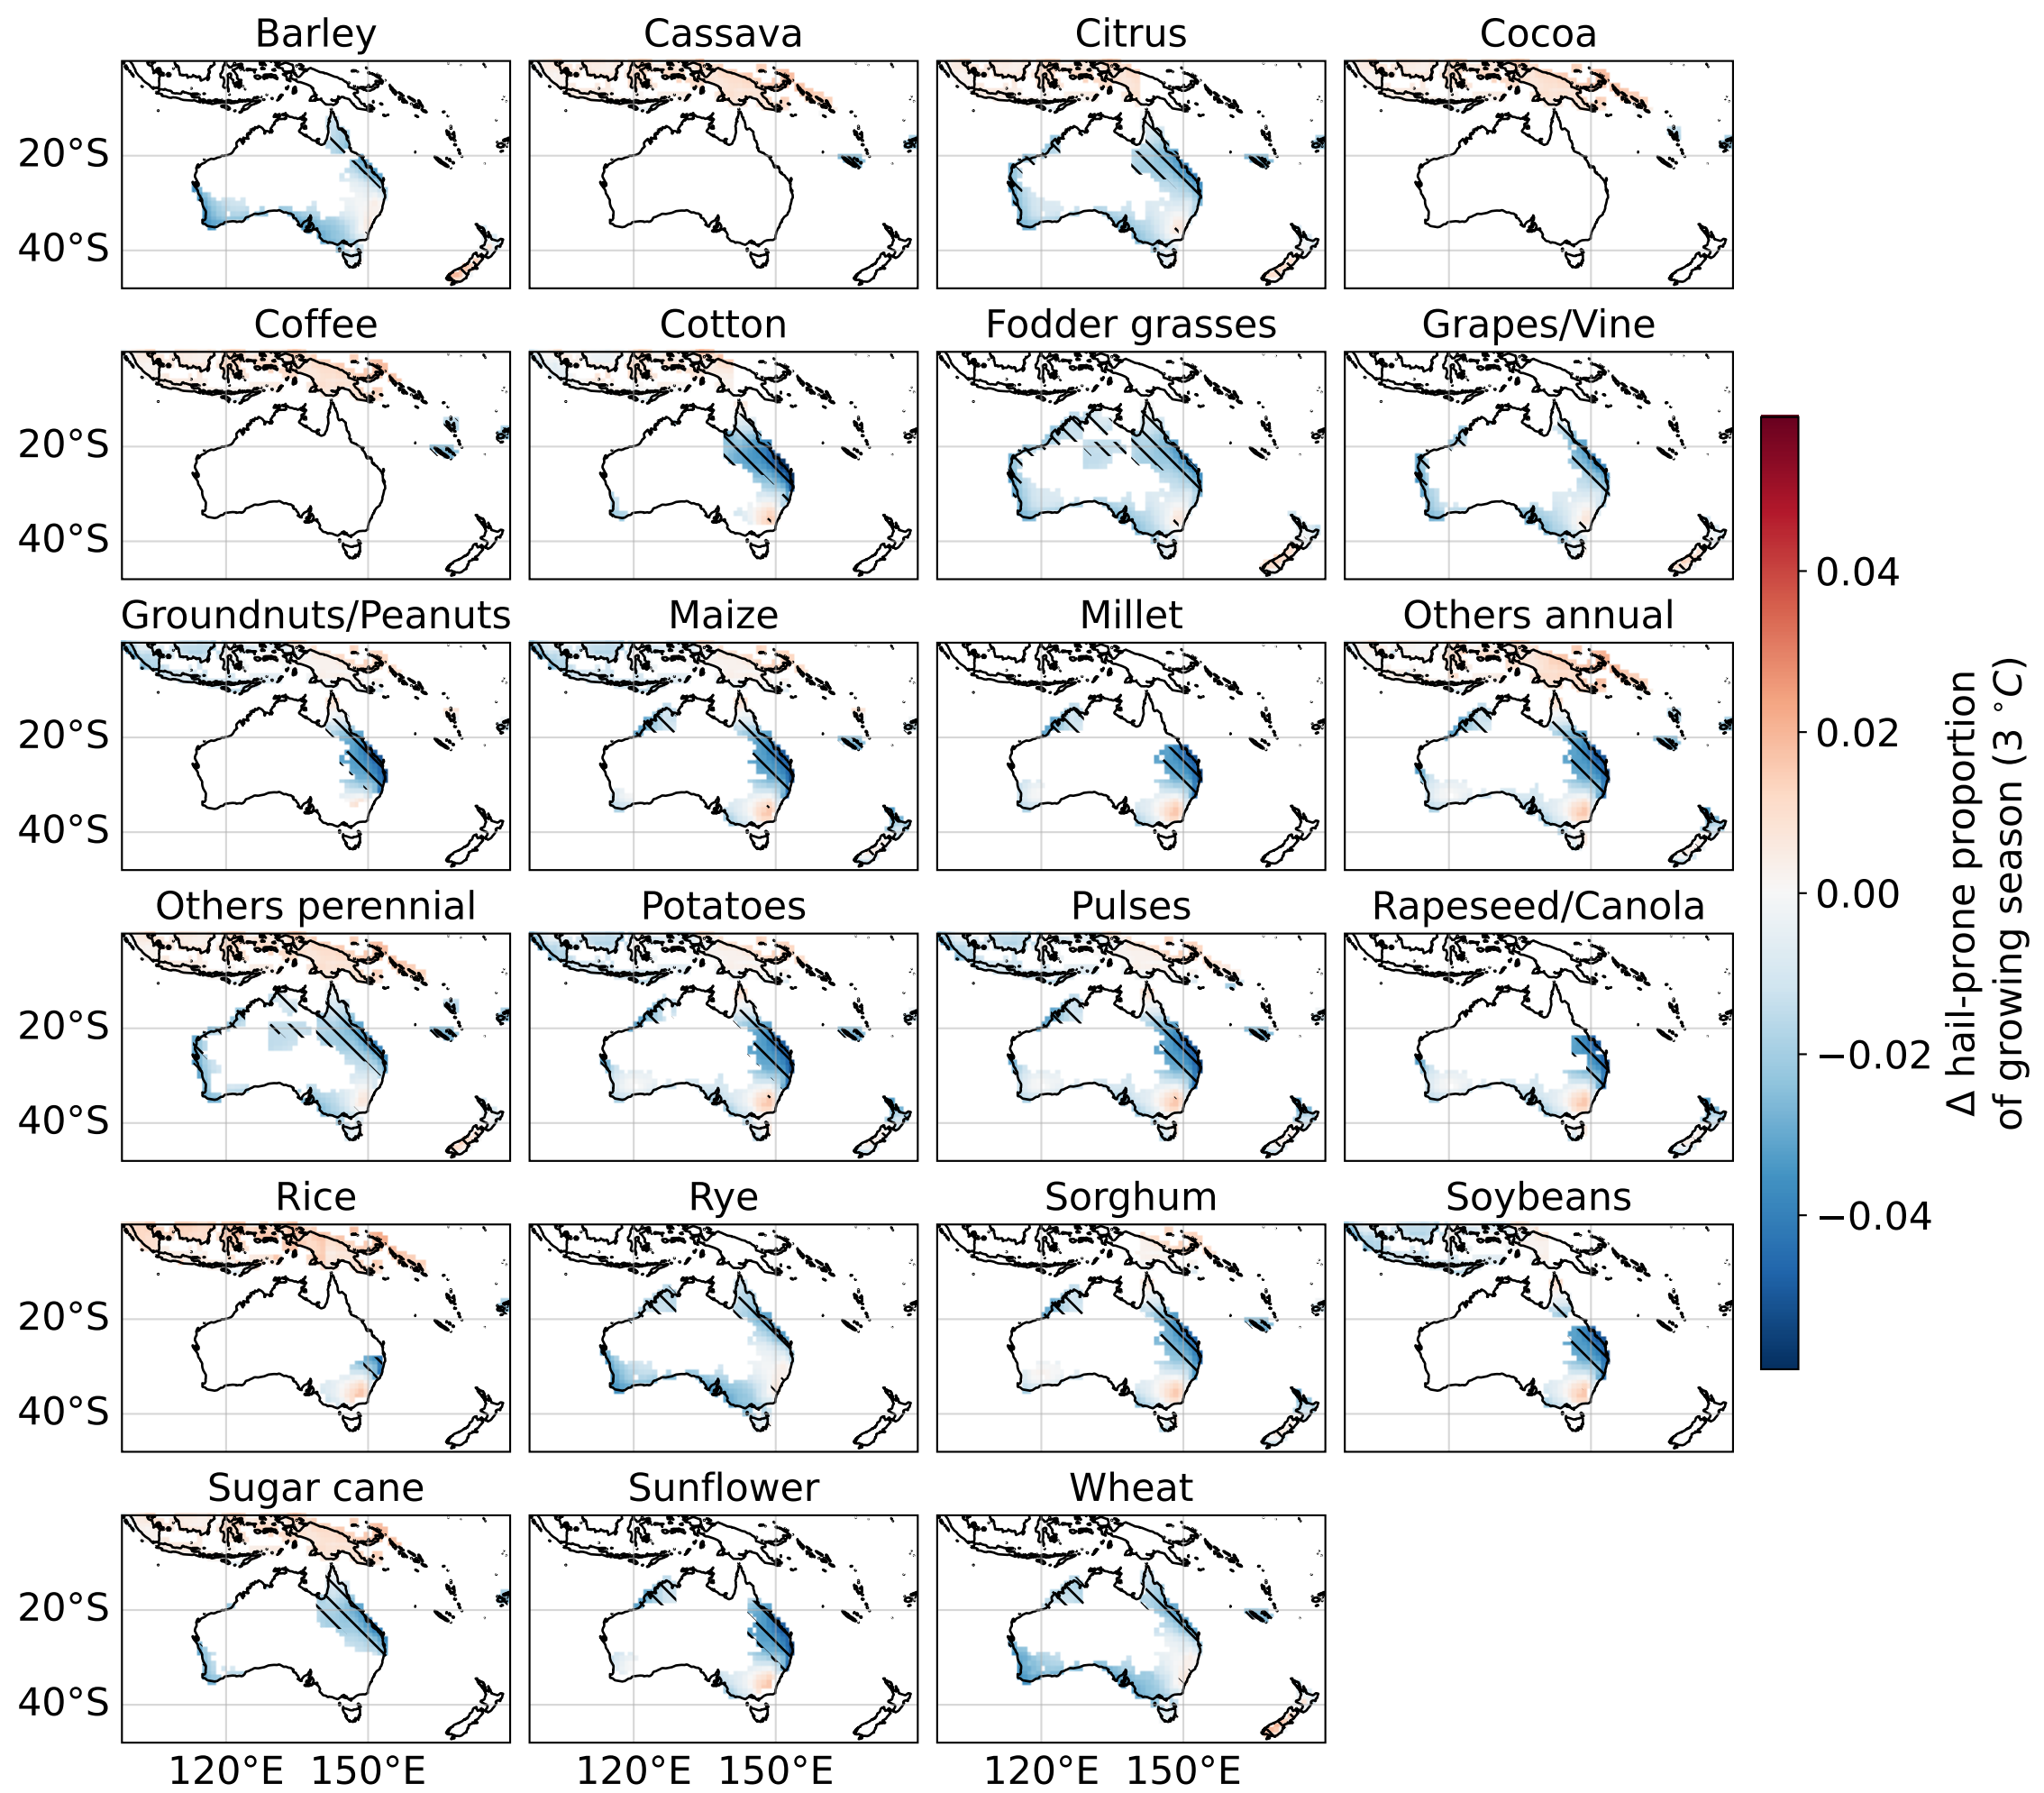 Barley Cassava Citrus Cocoa
20°S
40°S
Coffee Cotton Fodder grasses Grapes/Vine
20°S
40°S
Groundnuts/Peanuts Maize Millet Others annual
20°S
40°S
Others perennial Potatoes Pulses Rapeseed/Canola
20°S
40°S
Rice Rye Sorghum Soybeans
20°S
40°S
Sugar cane Sunflower Wheat
20°S
40°S
120°E 150°E 120°E 150°E 120°E 150°E
0.04
0.02
0.00
−0.02
−0.04
Δ hail-prone proportion
of growing season (3 °C)